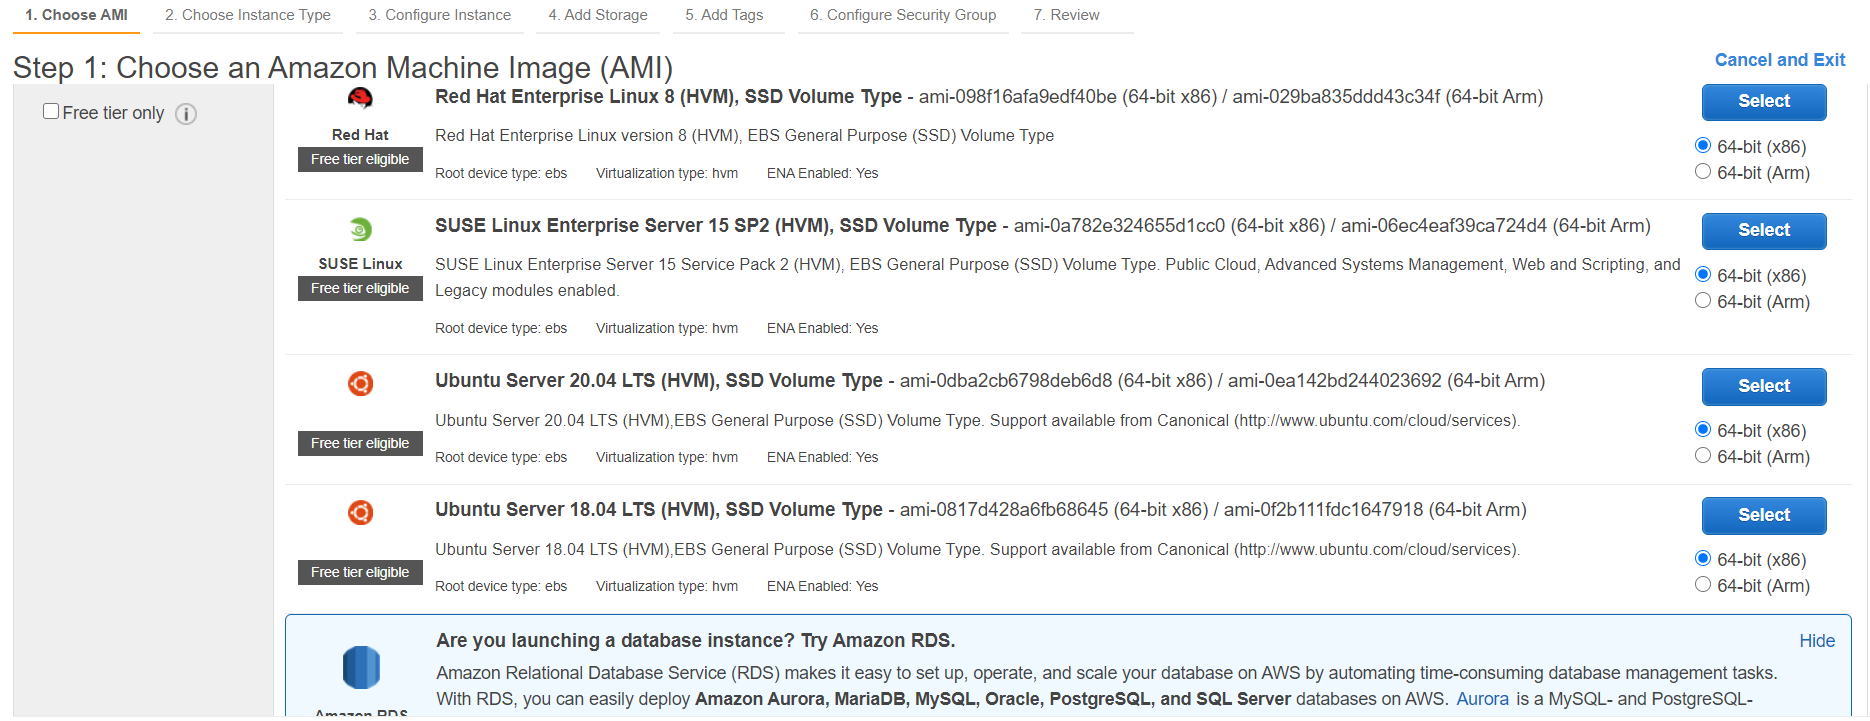 1. Choose AMI 2. Choose Instance Type 3. Configure Instance 4. Add Storage 5. Add Tags 6. Configure Security Group 7. Review
Step 1: Choose an Amazon Machine Image (AMI)
Cancel and Exit
Free tier only
Red Hat
Free tier eligible
Red Hat Enterprise Linux 8 (HVM), SSD Volume Type - ami-098f16afa9edf40be (64-bit x86) / ami-029ba835ddd43c34f (64-bit Arm)
Red Hat Enterprise Linux version 8 (HVM), EBS General Purpose (SSD) Volume Type
Root device type: ebs Virtualization type: hvm ENA Enabled: Yes
Select
64-bit (x86)
64-bit (Arm)
SUSE Linux
Free tier eligible
SUSE Linux Enterprise Server 15 SP2 (HVM), SSD Volume Type - ami-0a782e324655d1cc0 (64-bit x86) / ami-06ec4eaf39ca724d4 (64-bit Arm)
SUSE Linux Enterprise Server 15 Service Pack 2 (HVM), EBS General Purpose (SSD) Volume Type. Public Cloud, Advanced Systems Management, Web and Scripting, and
Legacy modules enabled.
Root device type: ebs Virtualization type: hvm ENA Enabled: Yes
Select
64-bit (x86)
64-bit (Arm)
Free tier eligible
Ubuntu Server 20.04 LTS (HVM), SSD Volume Type - ami-0dba2cb6798deb6d8 (64-bit x86) / ami-0ea142bd244023692 (64-bit Arm)
Ubuntu Server 20.04 LTS (HVM),EBS General Purpose (SSD) Volume Type. Support available from Canonical (http://www.ubuntu.com/cloud/services).
Root device type: ebs Virtualization type: hvm ENA Enabled: Yes
Select
64-bit (x86)
64-bit (Arm)
Free tier eligible
Ubuntu Server 18.04 LTS (HVM), SSD Volume Type - ami-0817d428a6fb68645 (64-bit x86) / ami-0f2b111fdc1647918 (64-bit Arm)
Ubuntu Server 18.04 LTS (HVM),EBS General Purpose (SSD) Volume Type. Support available from Canonical (http://www.ubuntu.com/cloud/services).
Root device type: ebs Virtualization type: hvm ENA Enabled: Yes
Select
64-bit (x86)
64-bit (Arm)
Are you launching a database instance? Try Amazon RDS.
Hide
Amazon Relational Database Service (RDS) makes it easy to set up, operate, and scale your database on AWS by automating time-consuming database management tasks.
With RDS, you can easily deploy Amazon Aurora, MariaDB, MySQL, Oracle, PostgreSQL, and SQL Server databases on AWS. Aurora is a MySQL- and PostgreSQL-
Amazon RDS